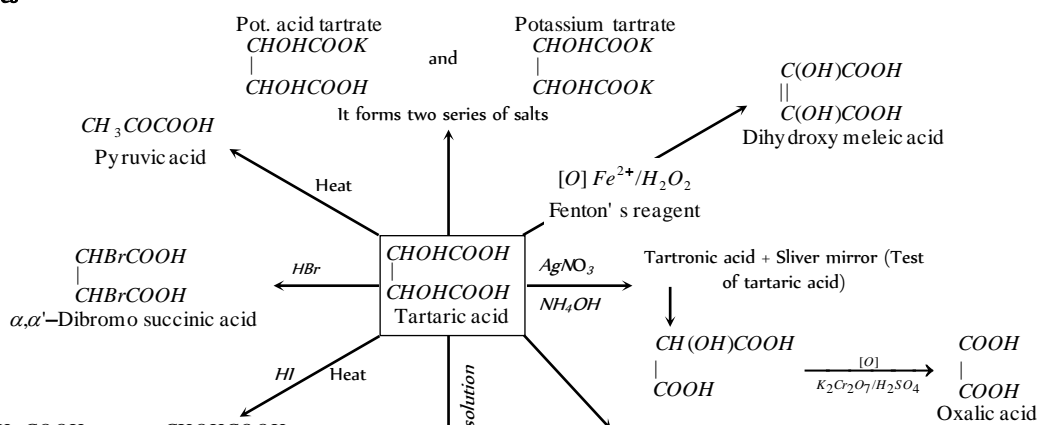 Pot. acid tartrate
CHOHCOOK
|
CHOHCOOH
and
Potassium tartrate
CHOHCOOK
|
CHOHCOOK
It forms two series of salts
C(OH)COOH
||
C(OH)COOH
Dihydroxy meleic acid
CH₃COCOOH
Pyruvic acid
Heat
[O] Fe²⁺/H₂O₂
Fenton' s reagent
CHBrCOOH
|
CHBrCOOH
α,α'–Dibromo succinic acid
HBr
CHOHCOOH
|
CHOHCOOH
Tartaric acid
AgNO₃
NH₄OH
Tartronic acid + Sliver mirror (Test
of tartaric acid)
CH(OH)COOH
|
COOH
[O]
K₂Cr₂O₇/H₂SO₄
COOH
|
COOH
Oxalic acid
HI
Heat
solution